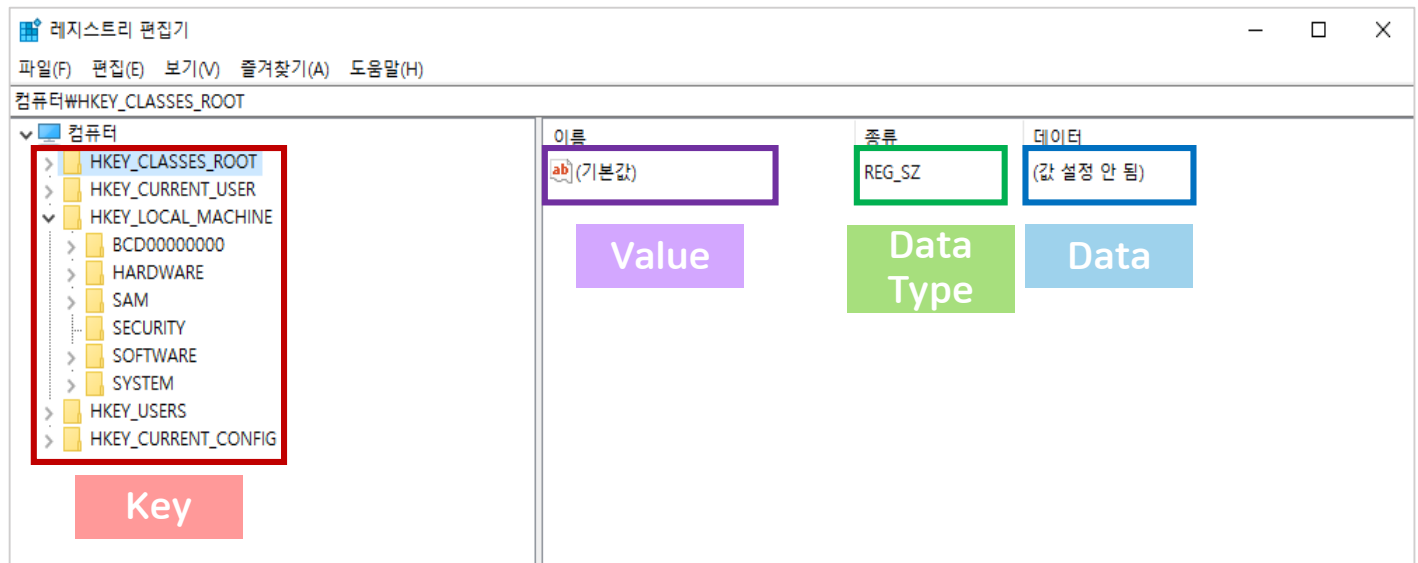 레지스트리 편집기
파일(F) 편집(E) 보기(V) 즐겨찾기(A) 도움말(H)
컴퓨터₩HKEY_CLASSES_ROOT
컴퓨터
HKEY_CLASSES_ROOT
HKEY_CURRENT_USER
HKEY_LOCAL_MACHINE
BCD00000000
HARDWARE
SAM
SECURITY
SOFTWARE
SYSTEM
HKEY_USERS
HKEY_CURRENT_CONFIG
Key
이름 종류 데이터
ab (기본값) REG_SZ (값 설정 안 됨)
Value
Data
Type
Data